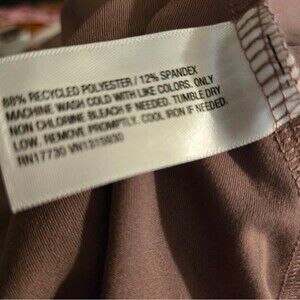 88% RECYCLED POLYESTER / 12% SPANDEX
MACHINE WASH COLD WITH LIKE COLORS. ONLY
NON CHLORINE BLEACH IF NEEDED. TUMBLE DRY
LOW. REMOVE PROMPTLY. COOL IRON IF NEEDED.
RN17730